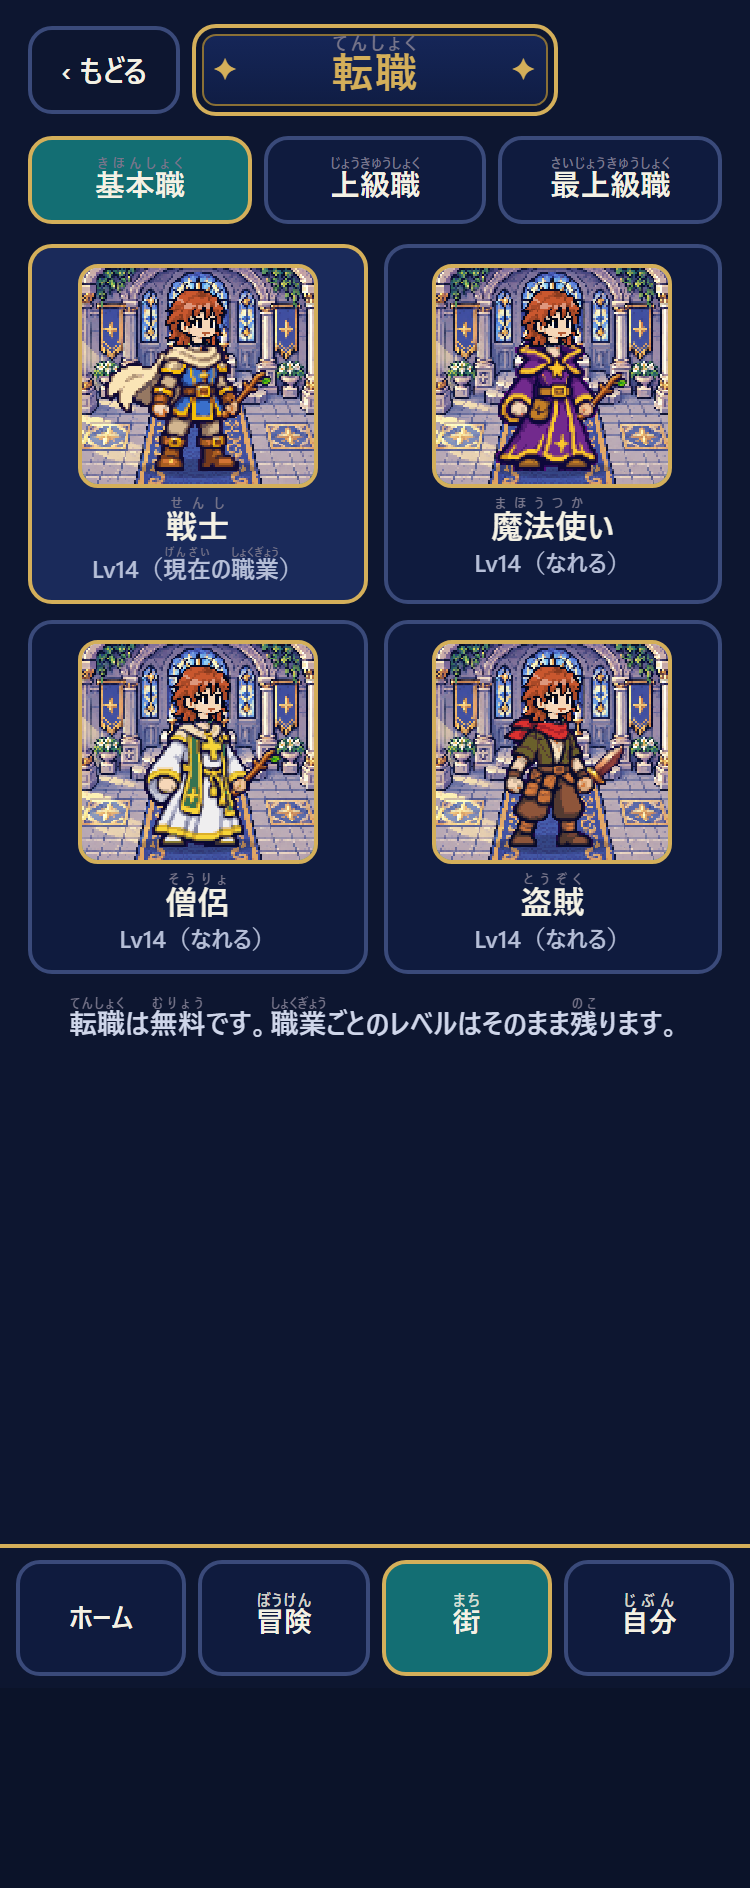 ‹ もどる
てんしょく
転職
きほんしょく じょうきゅうしょく さいじょうきゅうしょく
基本職 上級職 最上級職
せんし
戦士
げんざい しょくぎょう
Lv14（現在の職業）
まほうつか
魔法使い
Lv14（なれる）
そうりょ
僧侶
Lv14（なれる）
とうぞく
盗賊
Lv14（なれる）
てんしょく むりょう しょくぎょう のこ
転職は無料です。職業ごとのレベルはそのまま残ります。
ぼうけん まち じぶん
ホーム 冒険 街 自分